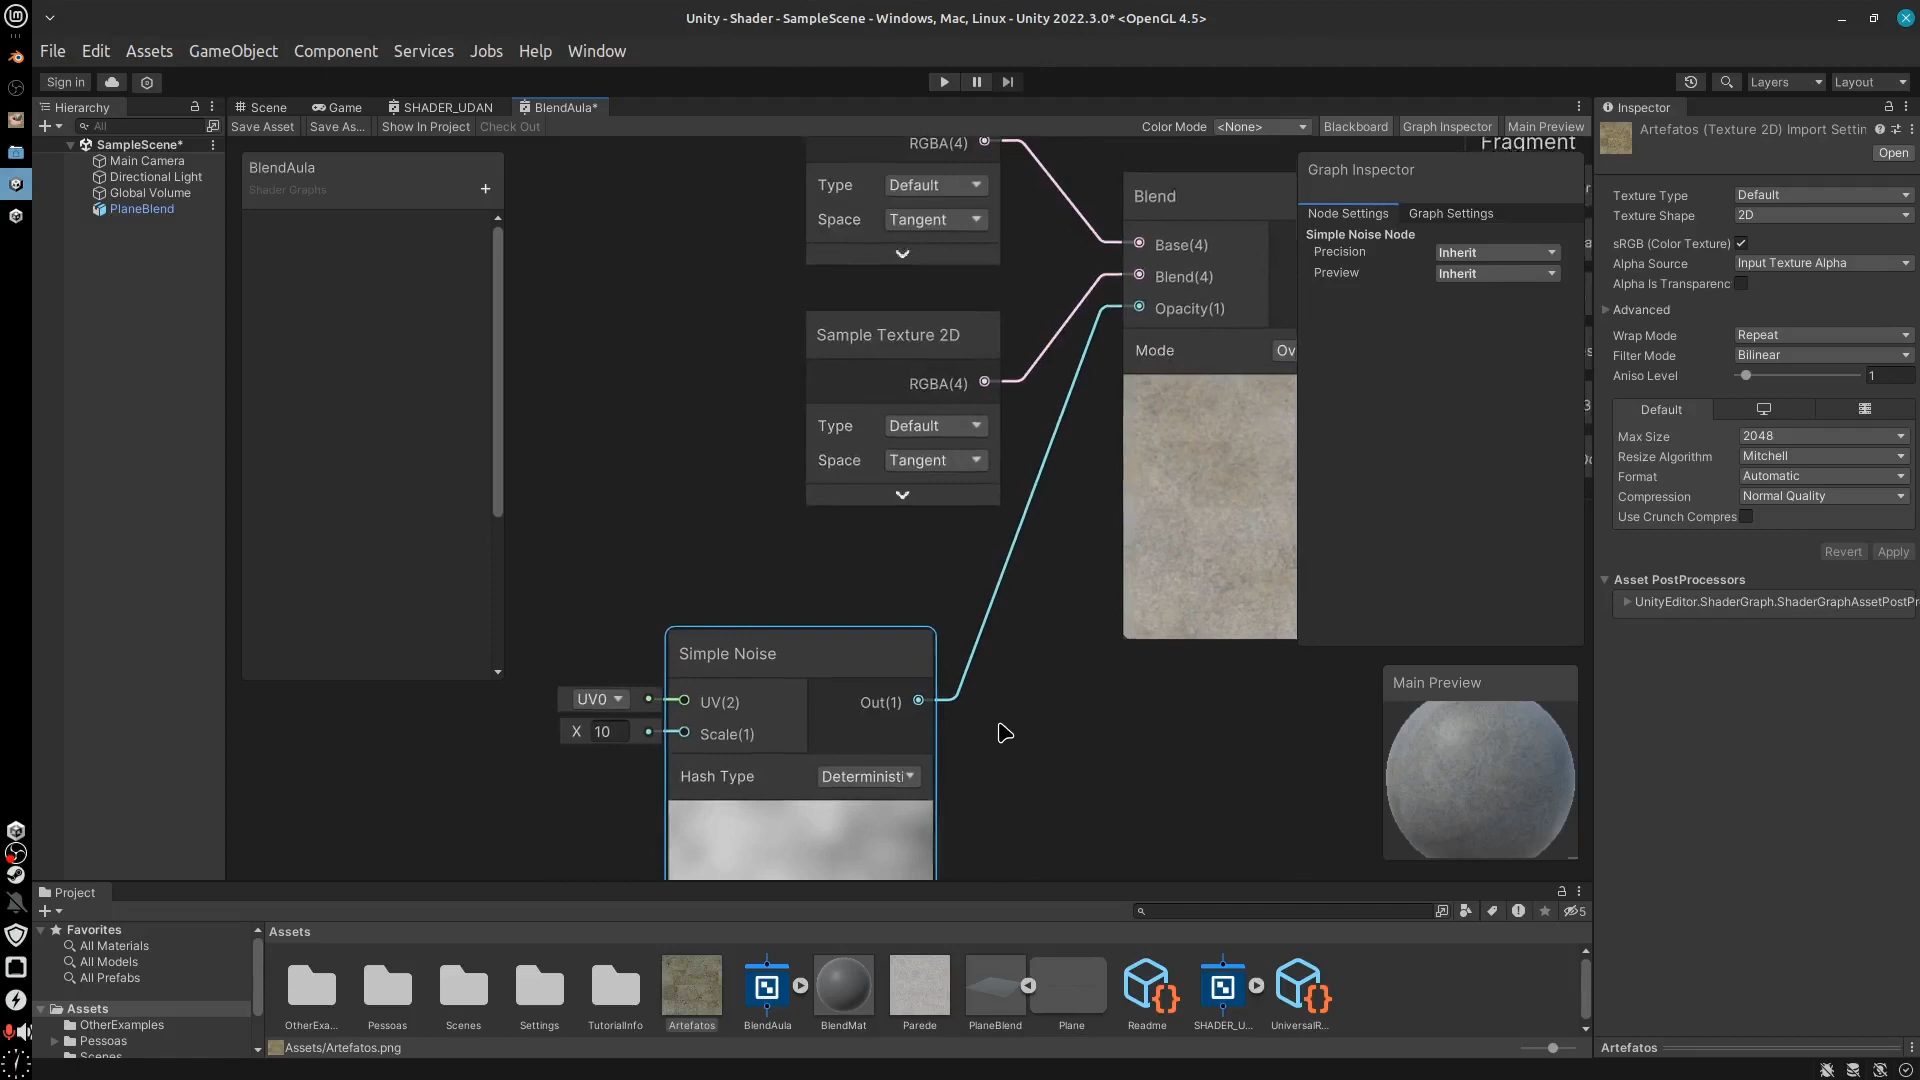 Unity - Shader - SampleScene - Windows, Mac, Linux - Unity 2022.3.0* <OpenGL 4.5>
File Edit Assets GameObject Component Services Jobs Help Window
Sign in Layers Layout
Hierarchy Scene Game SHADER_UDAN BlendAula* Inspector
All Save Asset Save As... Show In Project Check Out Color Mode <None> Blackboard Graph Inspector Main Preview
Artefatos (Texture 2D) Import Settin
Open
SampleScene*
Main Camera
Directional Light
Global Volume
PlaneBlend
BlendAula
Shader Graphs
RGBA(4)
Type Default
Space Tangent
Sample Texture 2D
RGBA(4)
Type Default
Space Tangent
Blend
Base(4)
Blend(4)
Opacity(1)
Mode Ov
Fragment
Graph Inspector
Node Settings Graph Settings
Simple Noise Node
Precision Inherit
Preview Inherit
Simple Noise
UV0 UV(2) Out(1)
X 10 Scale(1)
Hash Type Deterministi
Main Preview
Texture Type Default
Texture Shape 2D
sRGB (Color Texture)
Alpha Source Input Texture Alpha
Alpha Is Transparenc
Advanced
Wrap Mode Repeat
Filter Mode Bilinear
Aniso Level 1
Default
Max Size 2048
Resize Algorithm Mitchell
Format Automatic
Compression Normal Quality
Use Crunch Compres
Revert Apply
Asset PostProcessors
UnityEditor.ShaderGraph.ShaderGraphAssetPostPr
Project
5
Favorites
All Materials
All Models
All Prefabs
Assets
OtherExamples
Pessoas
Scenes
Assets
OtherExa... Pessoas Scenes Settings TutorialInfo Artefatos BlendAula BlendMat Parede PlaneBlend Plane Readme SHADER_U... UniversalR...
Assets/Artefatos.png
Artefatos